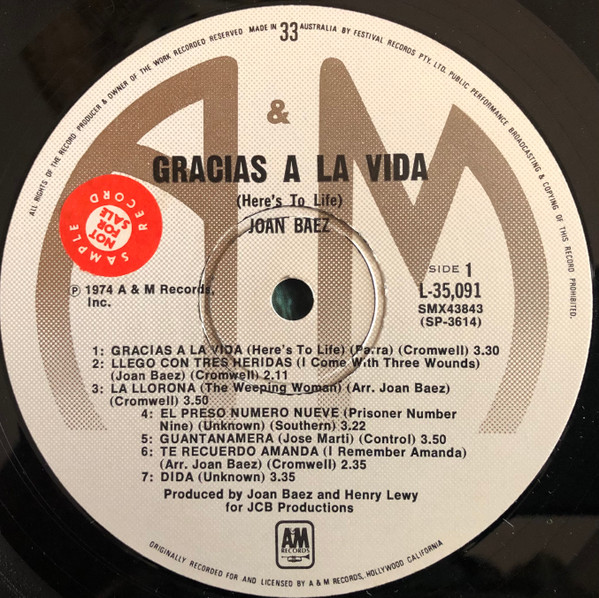 ALL RIGHTS OF THE RECORD PRODUCER & OWNER OF THE WORK RECORDED RESERVED MADE IN 33 AUSTRALIA BY FESTIVAL RECORDS PTY. LTD. PUBLIC PERFORMANCE BROADCASTING & COPYING OF THIS RECORD PROHIBITED.
A & M
GRACIAS A LA VIDA
(Here's To Life)
JOAN BAEZ
SAMPLE RECORD
NOT FOR SALE
SIDE 1
L-35,091
SMX43843
(SP-3614)
℗ 1974 A & M Records,
Inc.
1: GRACIAS A LA VIDA (Here's To Life) (Parra) (Cromwell) 3.30
2: LLEGO CON TRES HERIDAS (I Come With Three Wounds)
(Joan Baez) (Cromwell) 2.11
3: LA LLORONA (The Weeping Woman) (Arr. Joan Baez)
(Cromwell) 3.50
4: EL PRESO NUMERO NUEVE (Prisoner Number
Nine) (Unknown) (Southern) 3.22
5: GUANTANAMERA (Jose Marti) (Control) 3.50
6: TE RECUERDO AMANDA (I Remember Amanda)
(Arr. Joan Baez) (Cromwell) 2.35
7: DIDA (Unknown) 3.35
Produced by Joan Baez and Henry Lewy
for JCB Productions
A&M
RECORDS
ORIGINALLY RECORDED FOR AND LICENSED BY A & M RECORDS, HOLLYWOOD CALIFORNIA